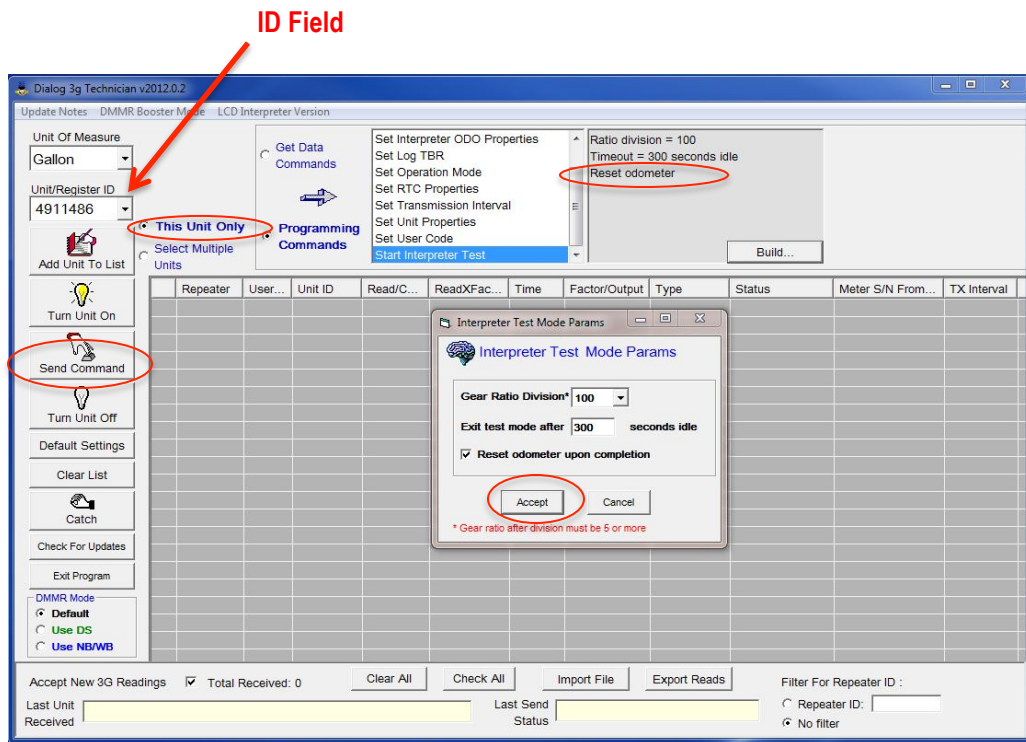 ID Field
Dialog 3g Technician v2012.0.2
Update Notes DMMR Booster Mode LCD Interpreter Version
Unit Of Measure
Gallon
Unit/Register ID
4911486
This Unit Only
Select Multiple
Units
Get Data
Commands
Programming
Commands
Set Interpreter ODO Properties
Set Log TBR
Set Operation Mode
Set RTC Properties
Set Transmission Interval
Set Unit Properties
Set User Code
Start Interpreter Test
Ratio division = 100
Timeout = 300 seconds idle
Reset odometer
Build...
Add Unit To List
Turn Unit On
Send Command
Turn Unit Off
Default Settings
Clear List
Catch
Check For Updates
Exit Program
DMMR Mode
Default
Use DS
Use NB/WB
Repeater User... Unit ID Read/C... ReadXFac... Time Factor/Output Type Status Meter S/N From... TX Interval
Interpreter Test Mode Params
Interpreter Test Mode Params
Gear Ratio Division* 100
Exit test mode after 300 seconds idle
Reset odometer upon completion
Accept Cancel
* Gear ratio after division must be 5 or more
Accept New 3G Readings Total Received: 0 Clear All Check All Import File Export Reads
Last Unit
Received
Last Send
Status
Filter For Repeater ID :
Repeater ID:
No filter